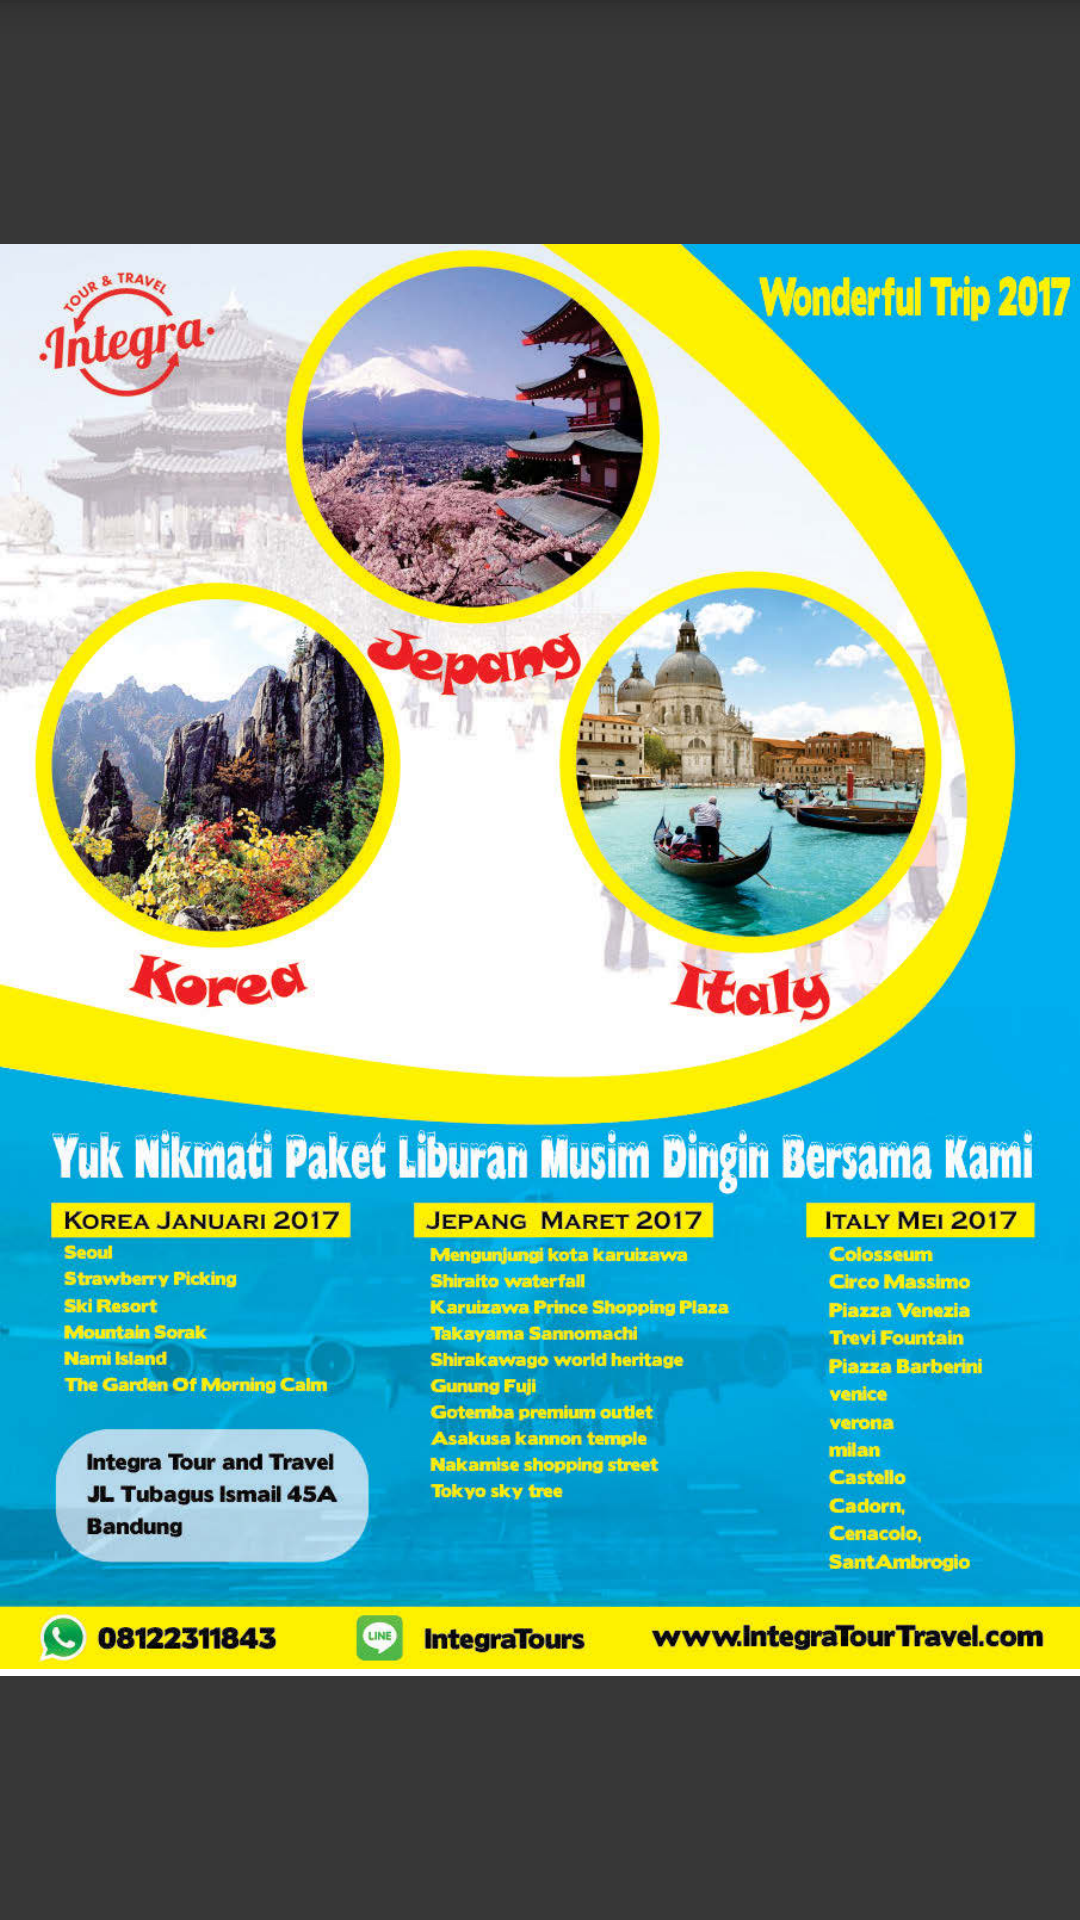 TOUR & TRAVEL
Integra
Wonderful Trip 2017
Jepang
Korea
Italy
Yuk Nikmati Paket Liburan Musim Dingin Bersama Kami
KOREA JANUARI 2017
Seoul
Strawberry Picking
Ski Resort
Mountain Sorak
Nami Island
The Garden Of Morning Calm
JEPANG MARET 2017
Mengunjungi kota karuizawa
Shiraito waterfall
Karuizawa Prince Shopping Plaza
Takayama Sannomachi
Shirakawago world heritage
Gunung Fuji
Gotemba premium outlet
Asakusa kannon temple
Nakamise shopping street
Tokyo sky tree
ITALY MEI 2017
Colosseum
Circo Massimo
Piazza Venezia
Trevi Fountain
Piazza Barberini
venice
verona
milan
Castello
Cadorn,
Cenacolo,
SantAmbrogio
Integra Tour and Travel
JL Tubagus Ismail 45A
Bandung
08122311843
LINE
IntegraTours
www.IntegraTourTravel.com